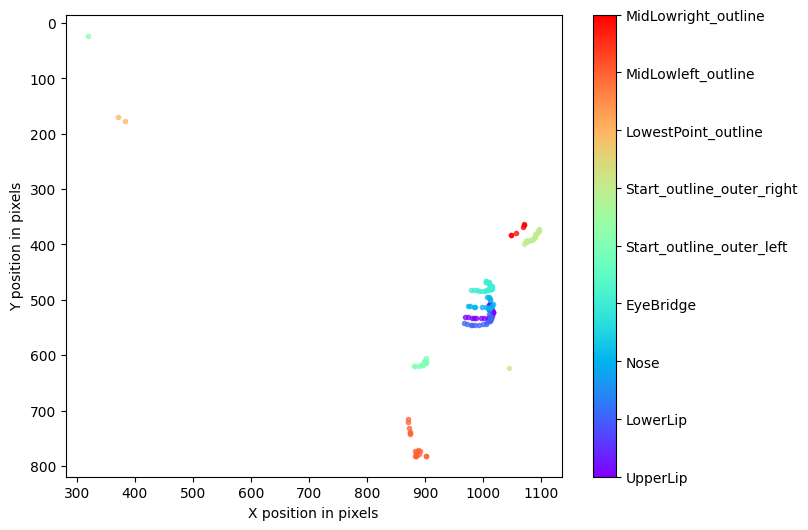 0
100
200
300
400
500
600
700
800
Y position in pixels
300 400 500 600 700 800 900 1000 1100
X position in pixels
MidLowright_outline
MidLowleft_outline
LowestPoint_outline
Start_outline_outer_right
Start_outline_outer_left
EyeBridge
Nose
LowerLip
UpperLip